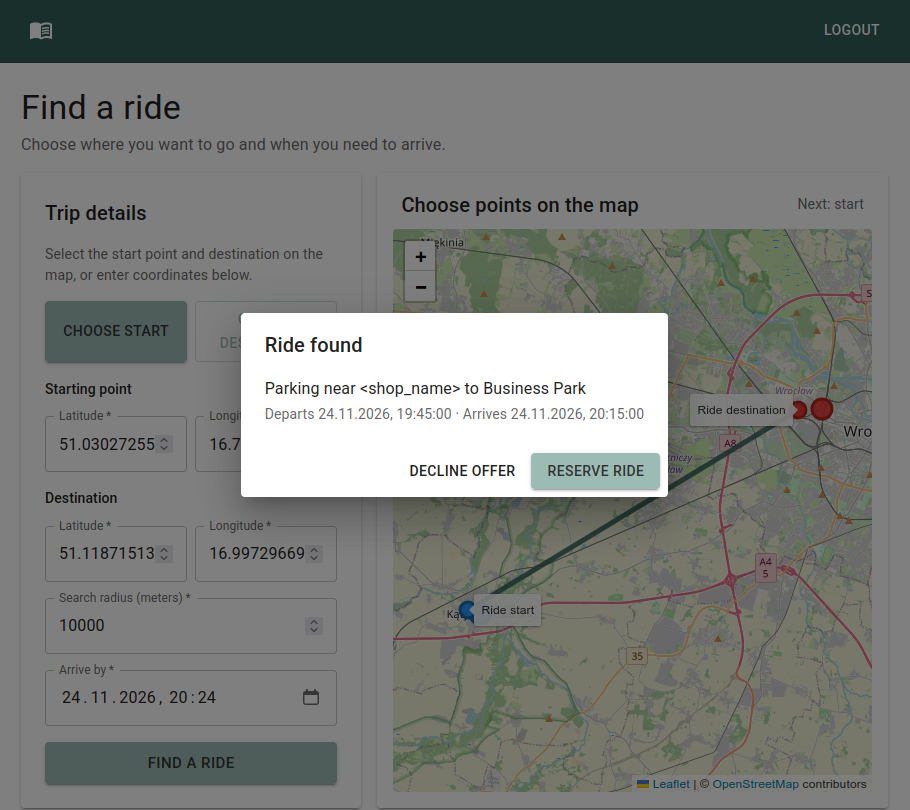 LOGOUT
Find a ride
Choose where you want to go and when you need to arrive.
Trip details
Select the start point and destination on the
map, or enter coordinates below.
CHOOSE START
Starting point
Latitude *
51.03027255
16.7
Destination
Latitude *
51.11871513
Longitude *
16.99729669
Search radius (meters) *
10000
Arrive by *
24.11.2026, 20:24
FIND A RIDE
Choose points on the map
Next: start
+
−
Ride destination
Wrocław
Wro
A8
A4
5
35
Ride start
Leaflet | © OpenStreetMap contributors
Ride found
Parking near <shop_name> to Business Park
Departs 24.11.2026, 19:45:00 · Arrives 24.11.2026, 20:15:00
DECLINE OFFER
RESERVE RIDE